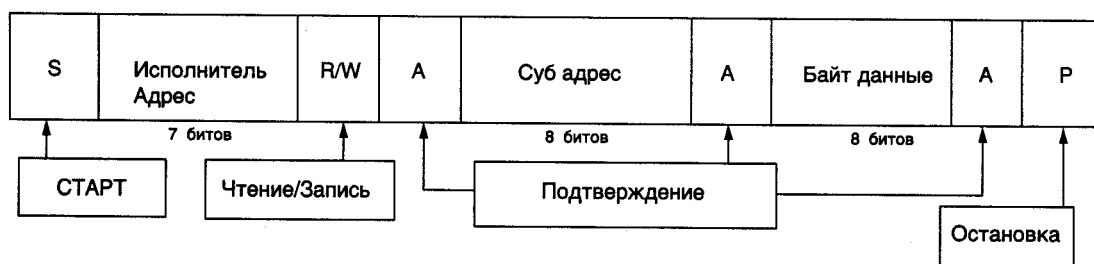 S
Исполнитель
Адрес
R/W
A
Суб адрес
A
Байт данные
A
P
7 битов
8 битов
8 битов
СТАРТ
Чтение/Запись
Подтверждение
Остановка